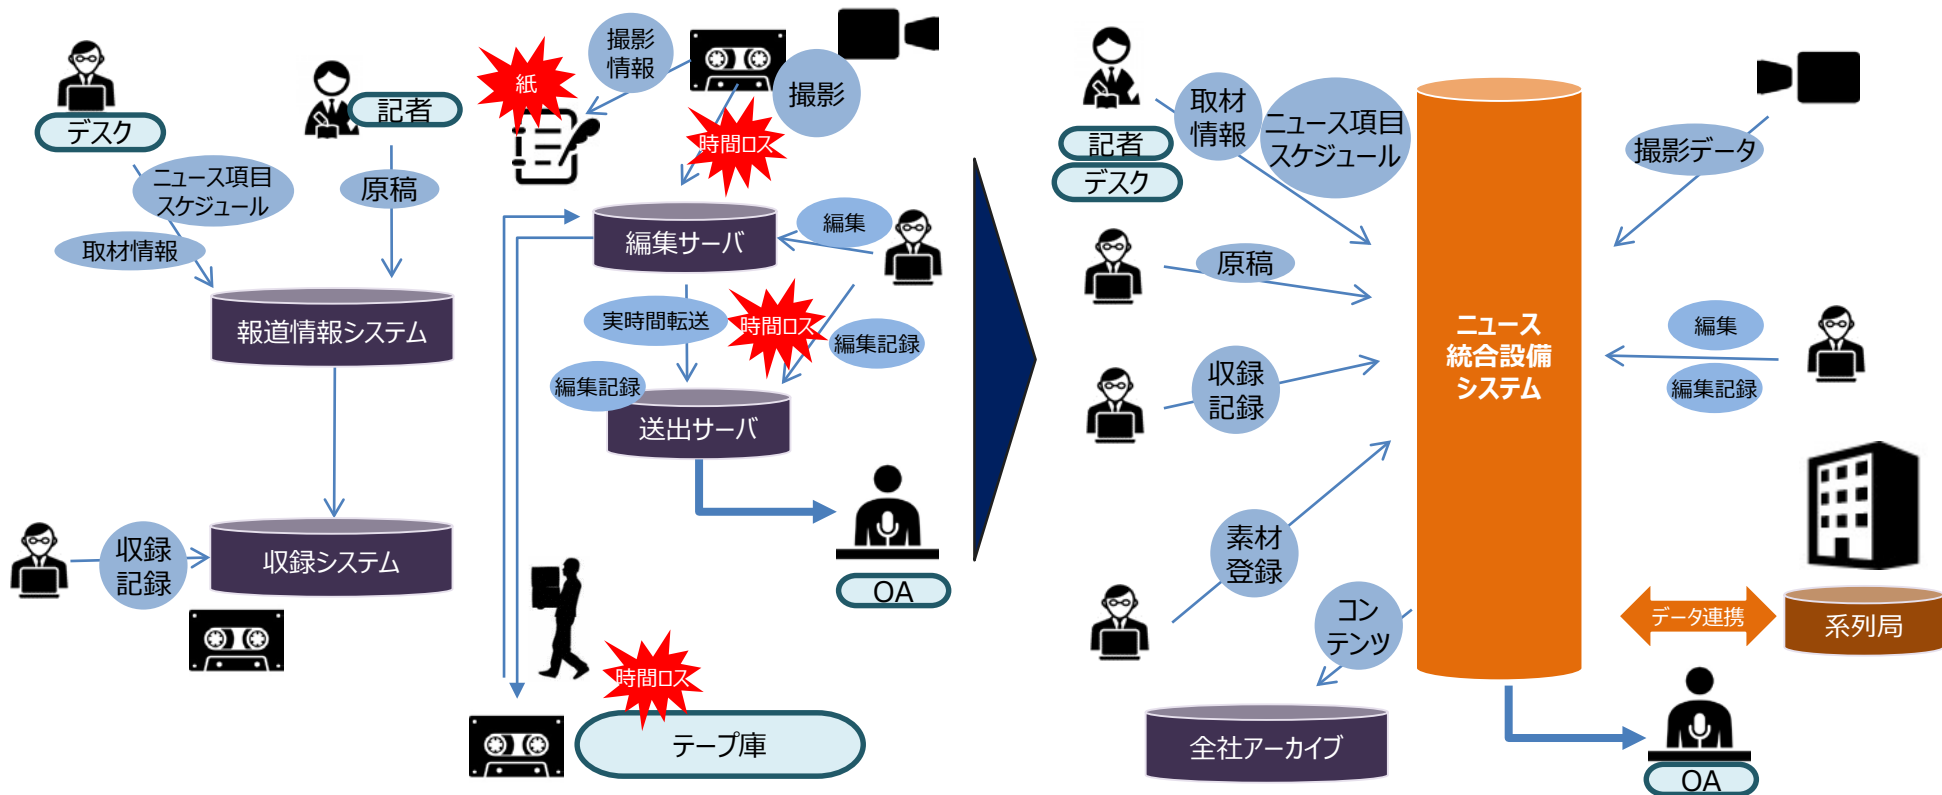 デスク
記者
ニュース項目
スケジュール
取材情報
原稿
報道情報システム
収録
記録
収録システム
紙
撮影
情報
撮影
時間ロス
編集サーバ
編集
実時間転送
時間ロス
編集記録
編集記録
送出サーバ
OA
時間ロス
テープ庫
記者
デスク
取材
情報
ニュース項目
スケジュール
原稿
収録
記録
素材
登録
コン
テンツ
全社アーカイブ
ニュース
統合設備
システム
撮影データ
編集
編集記録
データ連携
系列局
OA